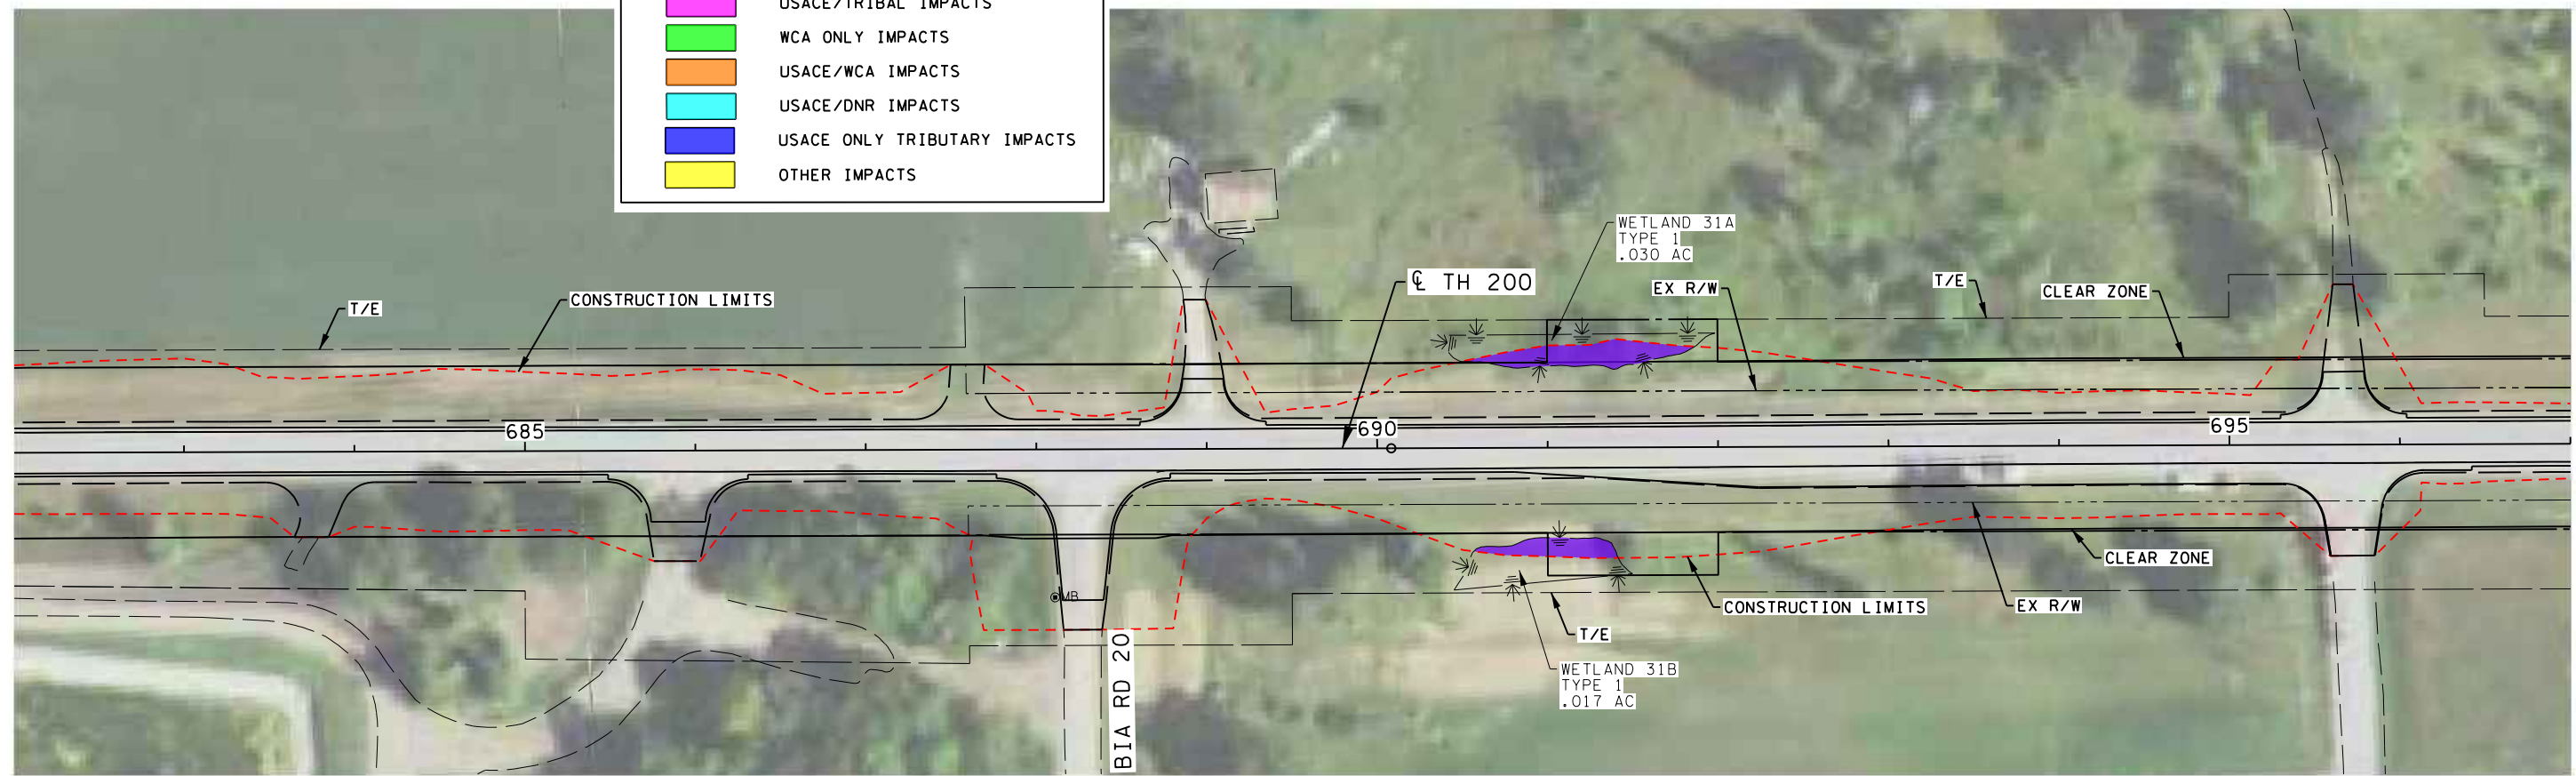 USACE/TRIBAL IMPACTS
WCA ONLY IMPACTS
USACE/WCA IMPACTS
USACE/DNR IMPACTS
USACE ONLY TRIBUTARY IMPACTS
OTHER IMPACTS
WETLAND 31A
TYPE 1
.030 AC
℄ TH 200
EX R/W
T/E
CLEAR ZONE
CONSTRUCTION LIMITS
T/E
685
690
695
MB
BIA RD 20
CLEAR ZONE
CONSTRUCTION LIMITS
EX R/W
T/E
WETLAND 31B
TYPE 1
.017 AC